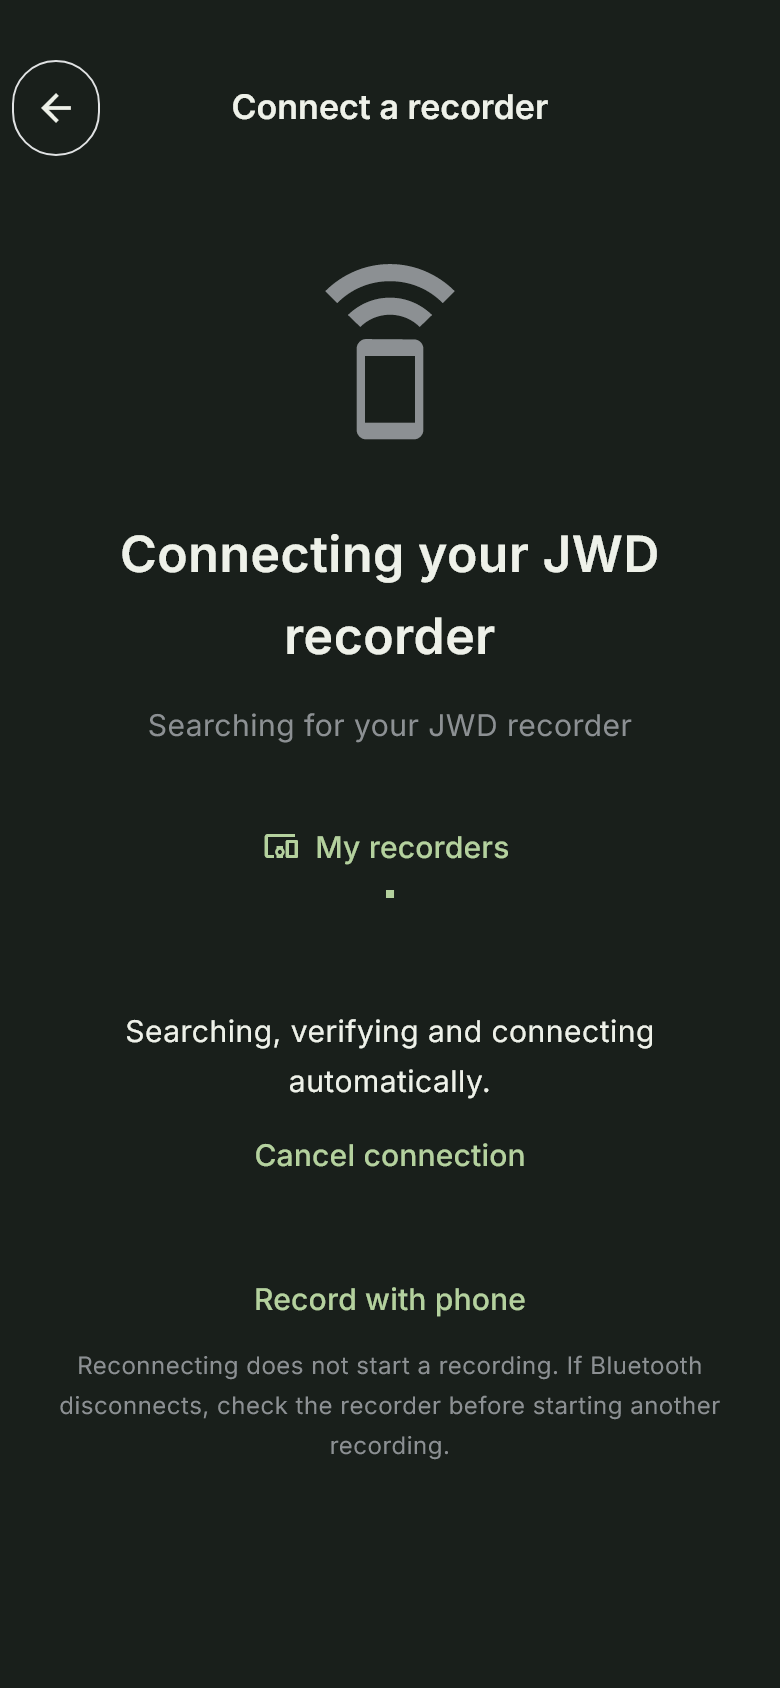 Connect a recorder
Connecting your JWD
recorder
Searching for your JWD recorder
My recorders
Searching, verifying and connecting
automatically.
Cancel connection
Record with phone
Reconnecting does not start a recording. If Bluetooth
disconnects, check the recorder before starting another
recording.